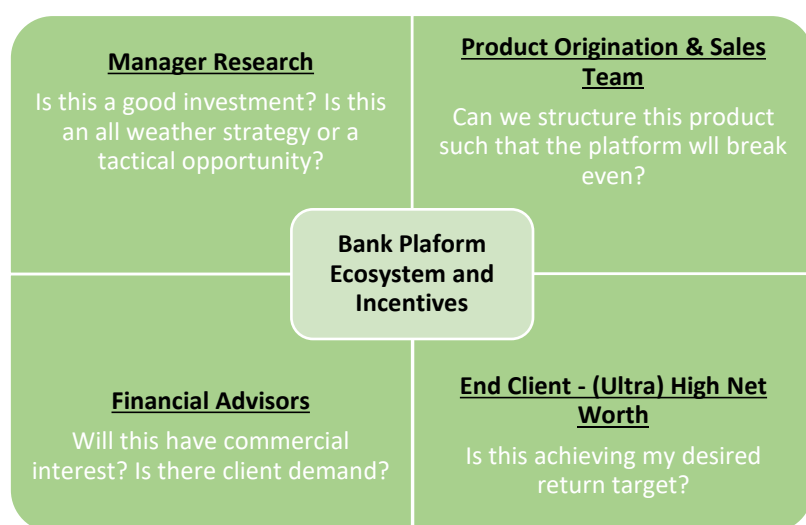 Manager Research
Is this a good investment? Is this
an all weather strategy or a
tactical opportunity?
Product Origination & Sales
Team
Can we structure this product
such that the platform wll break
even?
Bank Plaform
Ecosystem and
Incentives
Financial Advisors
Will this have commercial
interest? Is there client demand?
End Client - (Ultra) High Net
Worth
Is this achieving my desired
return target?